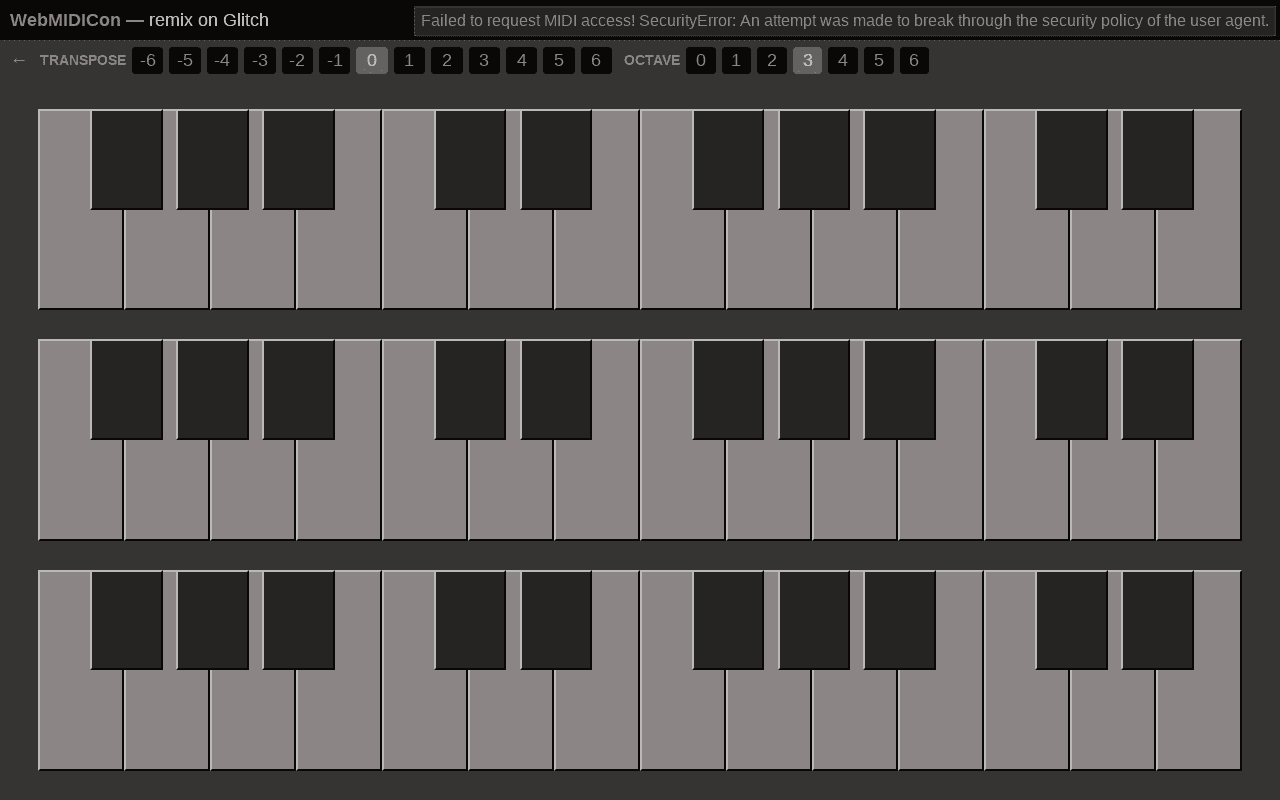 WebMIDICon — remix on Glitch
Failed to request MIDI access! SecurityError: An attempt was made to break through the security policy of the user agent.
← TRANSPOSE -6 -5 -4 -3 -2 -1 0 1 2 3 4 5 6 OCTAVE 0 1 2 3 4 5 6